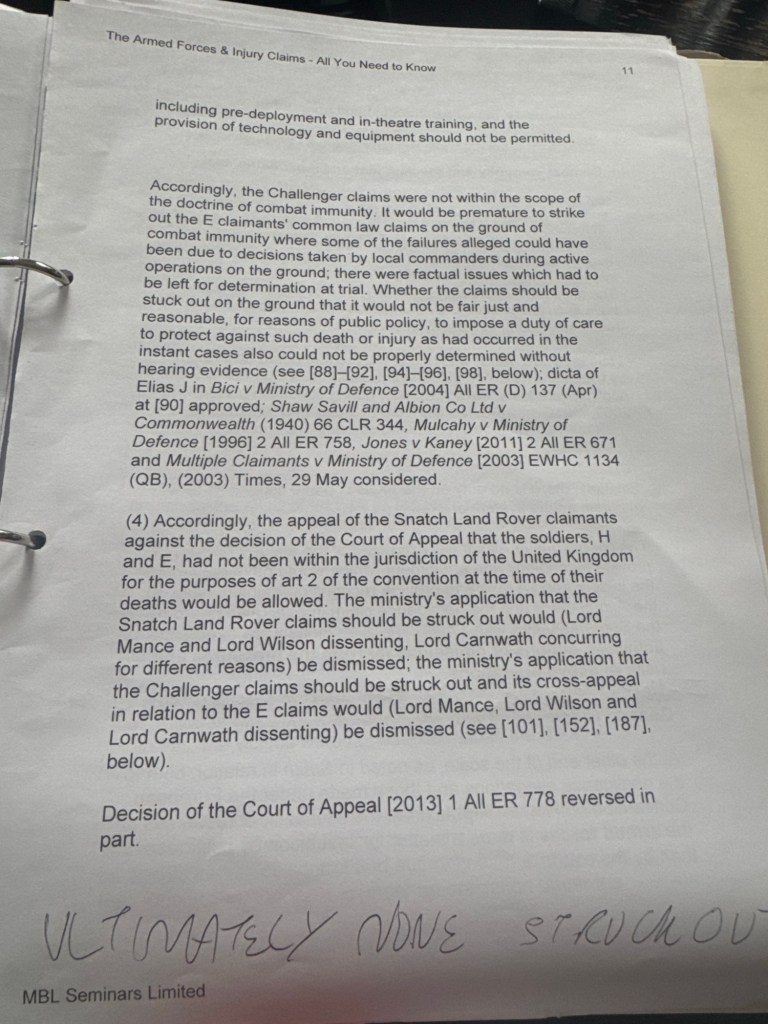 The Armed Forces & Injury Claims - All You Need to Know
11
including pre-deployment and in-theatre training, and the
provision of technology and equipment should not be permitted.
Accordingly, the Challenger claims were not within the scope of
the doctrine of combat immunity. It would be premature to strike
out the E claimants' common law claims on the ground of
combat immunity where some of the failures alleged could have
been due to decisions taken by local commanders during active
operations on the ground; there were factual issues which had to
be left for determination at trial. Whether the claims should be
stuck out on the ground that it would not be fair just and
reasonable, for reasons of public policy, to impose a duty of care
to protect against such death or injury as had occurred in the
instant cases also could not be properly determined without
hearing evidence (see [88]–[92], [94]–[96], [98], below); dicta of
Elias J in Bici v Ministry of Defence [2004] All ER (D) 137 (Apr)
at [90] approved; Shaw Savill and Albion Co Ltd v
Commonwealth (1940) 66 CLR 344, Mulcahy v Ministry of
Defence [1996] 2 All ER 758, Jones v Kaney [2011] 2 All ER 671
and Multiple Claimants v Ministry of Defence [2003] EWHC 1134
(QB), (2003) Times, 29 May considered.
(4) Accordingly, the appeal of the Snatch Land Rover claimants
against the decision of the Court of Appeal that the soldiers, H
and E, had not been within the jurisdiction of the United Kingdom
for the purposes of art 2 of the convention at the time of their
deaths would be allowed. The ministry's application that the
Snatch Land Rover claims should be struck out would (Lord
Mance and Lord Wilson dissenting, Lord Carnwath concurring
for different reasons) be dismissed; the ministry's application that
the Challenger claims should be struck out and its cross-appeal
in relation to the E claims would (Lord Mance, Lord Wilson and
Lord Carnwath dissenting) be dismissed (see [101], [152], [187],
below).
Decision of the Court of Appeal [2013] 1 All ER 778 reversed in
part.
ULTIMATELY NONE STRUCK OU
MBL Seminars Limited